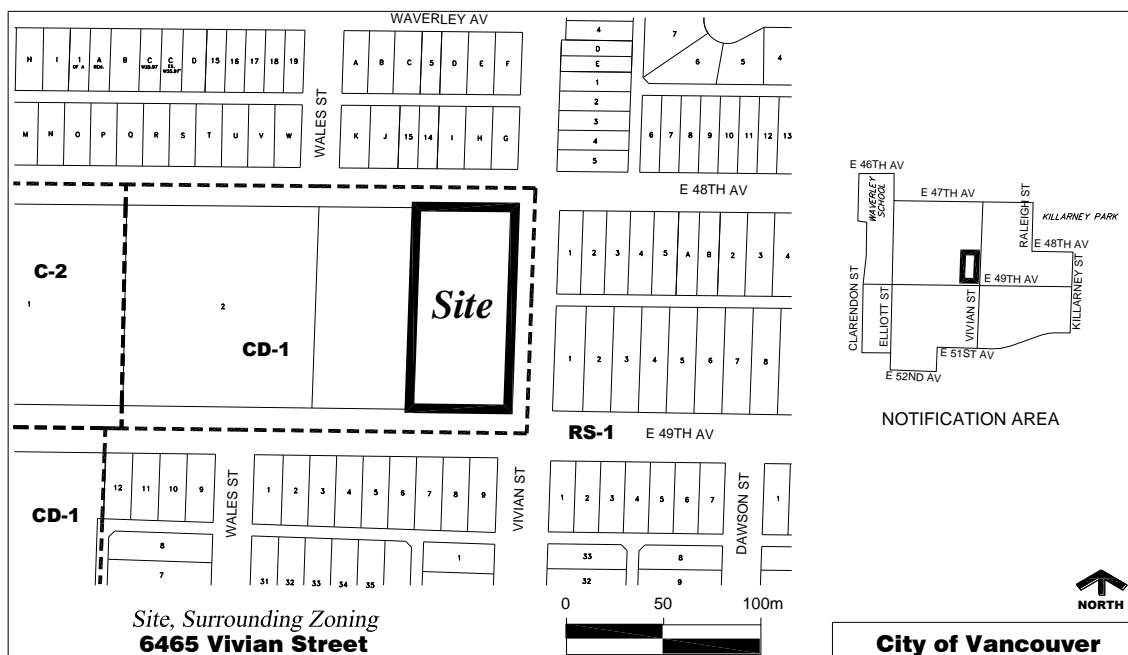 WAVERLEY AV
H I 1 OF A A REM. B C W35.97 C EX. W35.97' D 15 16 17 18 19
A B C 5 D E F
4
D
E
1
2
3
4
5
7
6 5 4
M N O P Q R S T U V W
WALES ST
K J 15 14 I H G
6 7 8 9 10 11 12 13
E 48TH AV
C-2
1
2
CD-1
Site
1 2 3 4 5 A B 2 3 4
1 2 3 4 5 6 7 8
RS-1
E 49TH AV
CD-1
12 11 10 9
WALES ST
1 2 3 4 5 6 7 8 9
VIVIAN ST
1 2 3 4 5 6 7
DAWSON ST
1
8
7
31 32 33 34 35
1
33
32
8
9
E 46TH AV
WAVERLEY
SCHOOL
E 47TH AV
RALEIGH ST
KILLARNEY PARK
E 48TH AV
CLARENDON ST
ELLIOTT ST
VIVIAN ST
E 49TH AV
KILLARNEY ST
E 51ST AV
E 52ND AV
NOTIFICATION AREA
Site, Surrounding Zoning
6465 Vivian Street
0 50 100m
NORTH
City of Vancouver